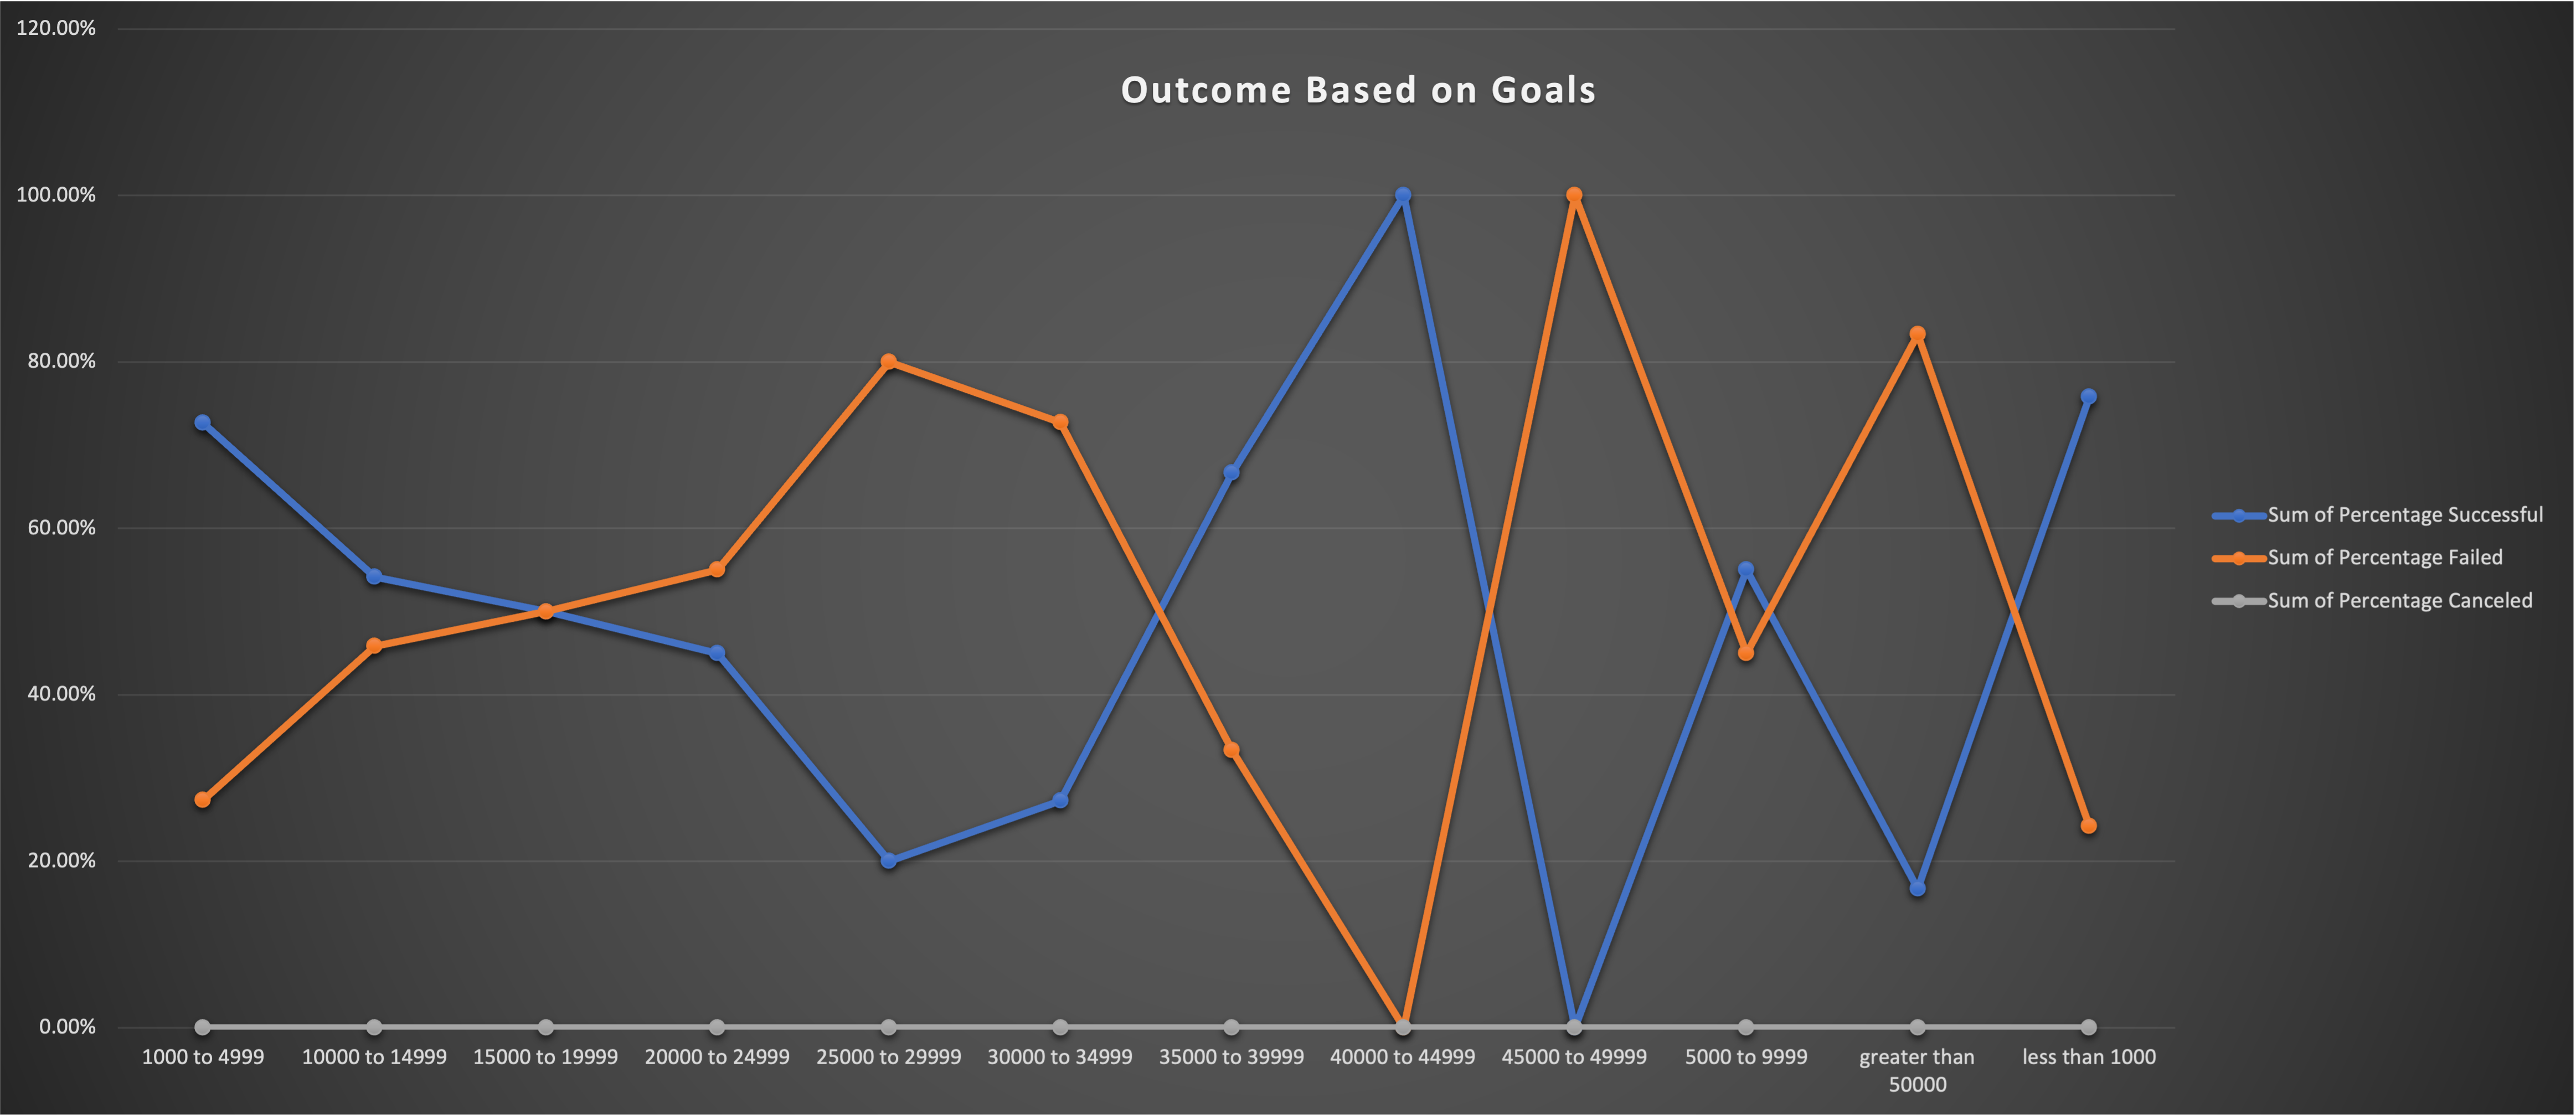 Outcome Based on Goals
120.00%
100.00%
80.00%
60.00%
40.00%
20.00%
0.00%
1000 to 4999
10000 to 14999
15000 to 19999
20000 to 24999
25000 to 29999
30000 to 34999
35000 to 39999
40000 to 44999
45000 to 49999
5000 to 9999
greater than
50000
less than 1000
Sum of Percentage Successful
Sum of Percentage Failed
Sum of Percentage Canceled